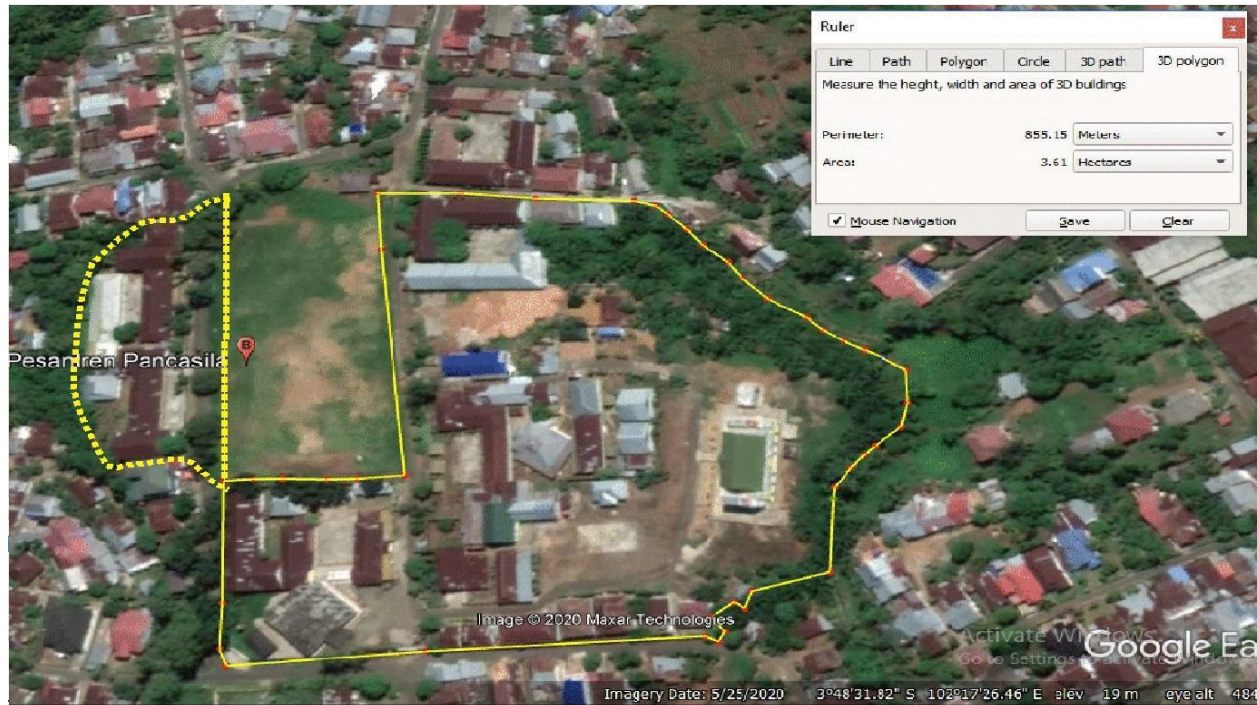 Ruler
Line Path Polygon Circle 3D path 3D polygon
Measure the heght, width and area of 3D buildings
Perimeter: 855.15 Meters
Area: 3.61 Hectares
Mouse Navigation Save Clear
B
Pesantren Pancasila
Image © 2020 Maxar Technologies
Activate Windows
Go to Settings to activate Windows
Google Ea
Imagery Date: 5/25/2020 3°48'31.82" S 102°17'26.46" E elev 19 m eye alt 484